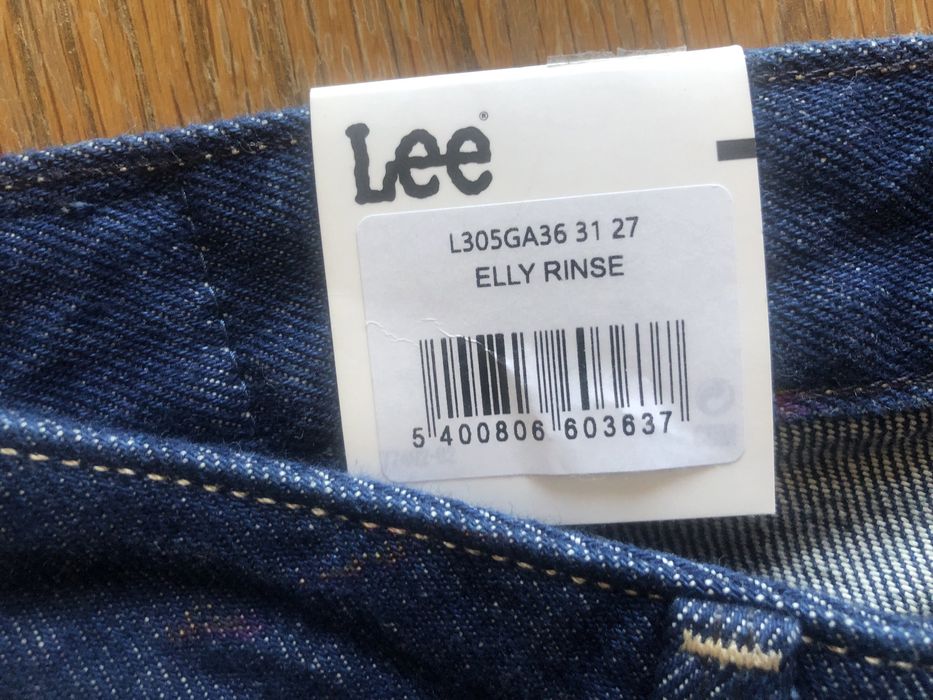 Lee®
L305GA36 31 27
ELLY RINSE
5 400806 603637